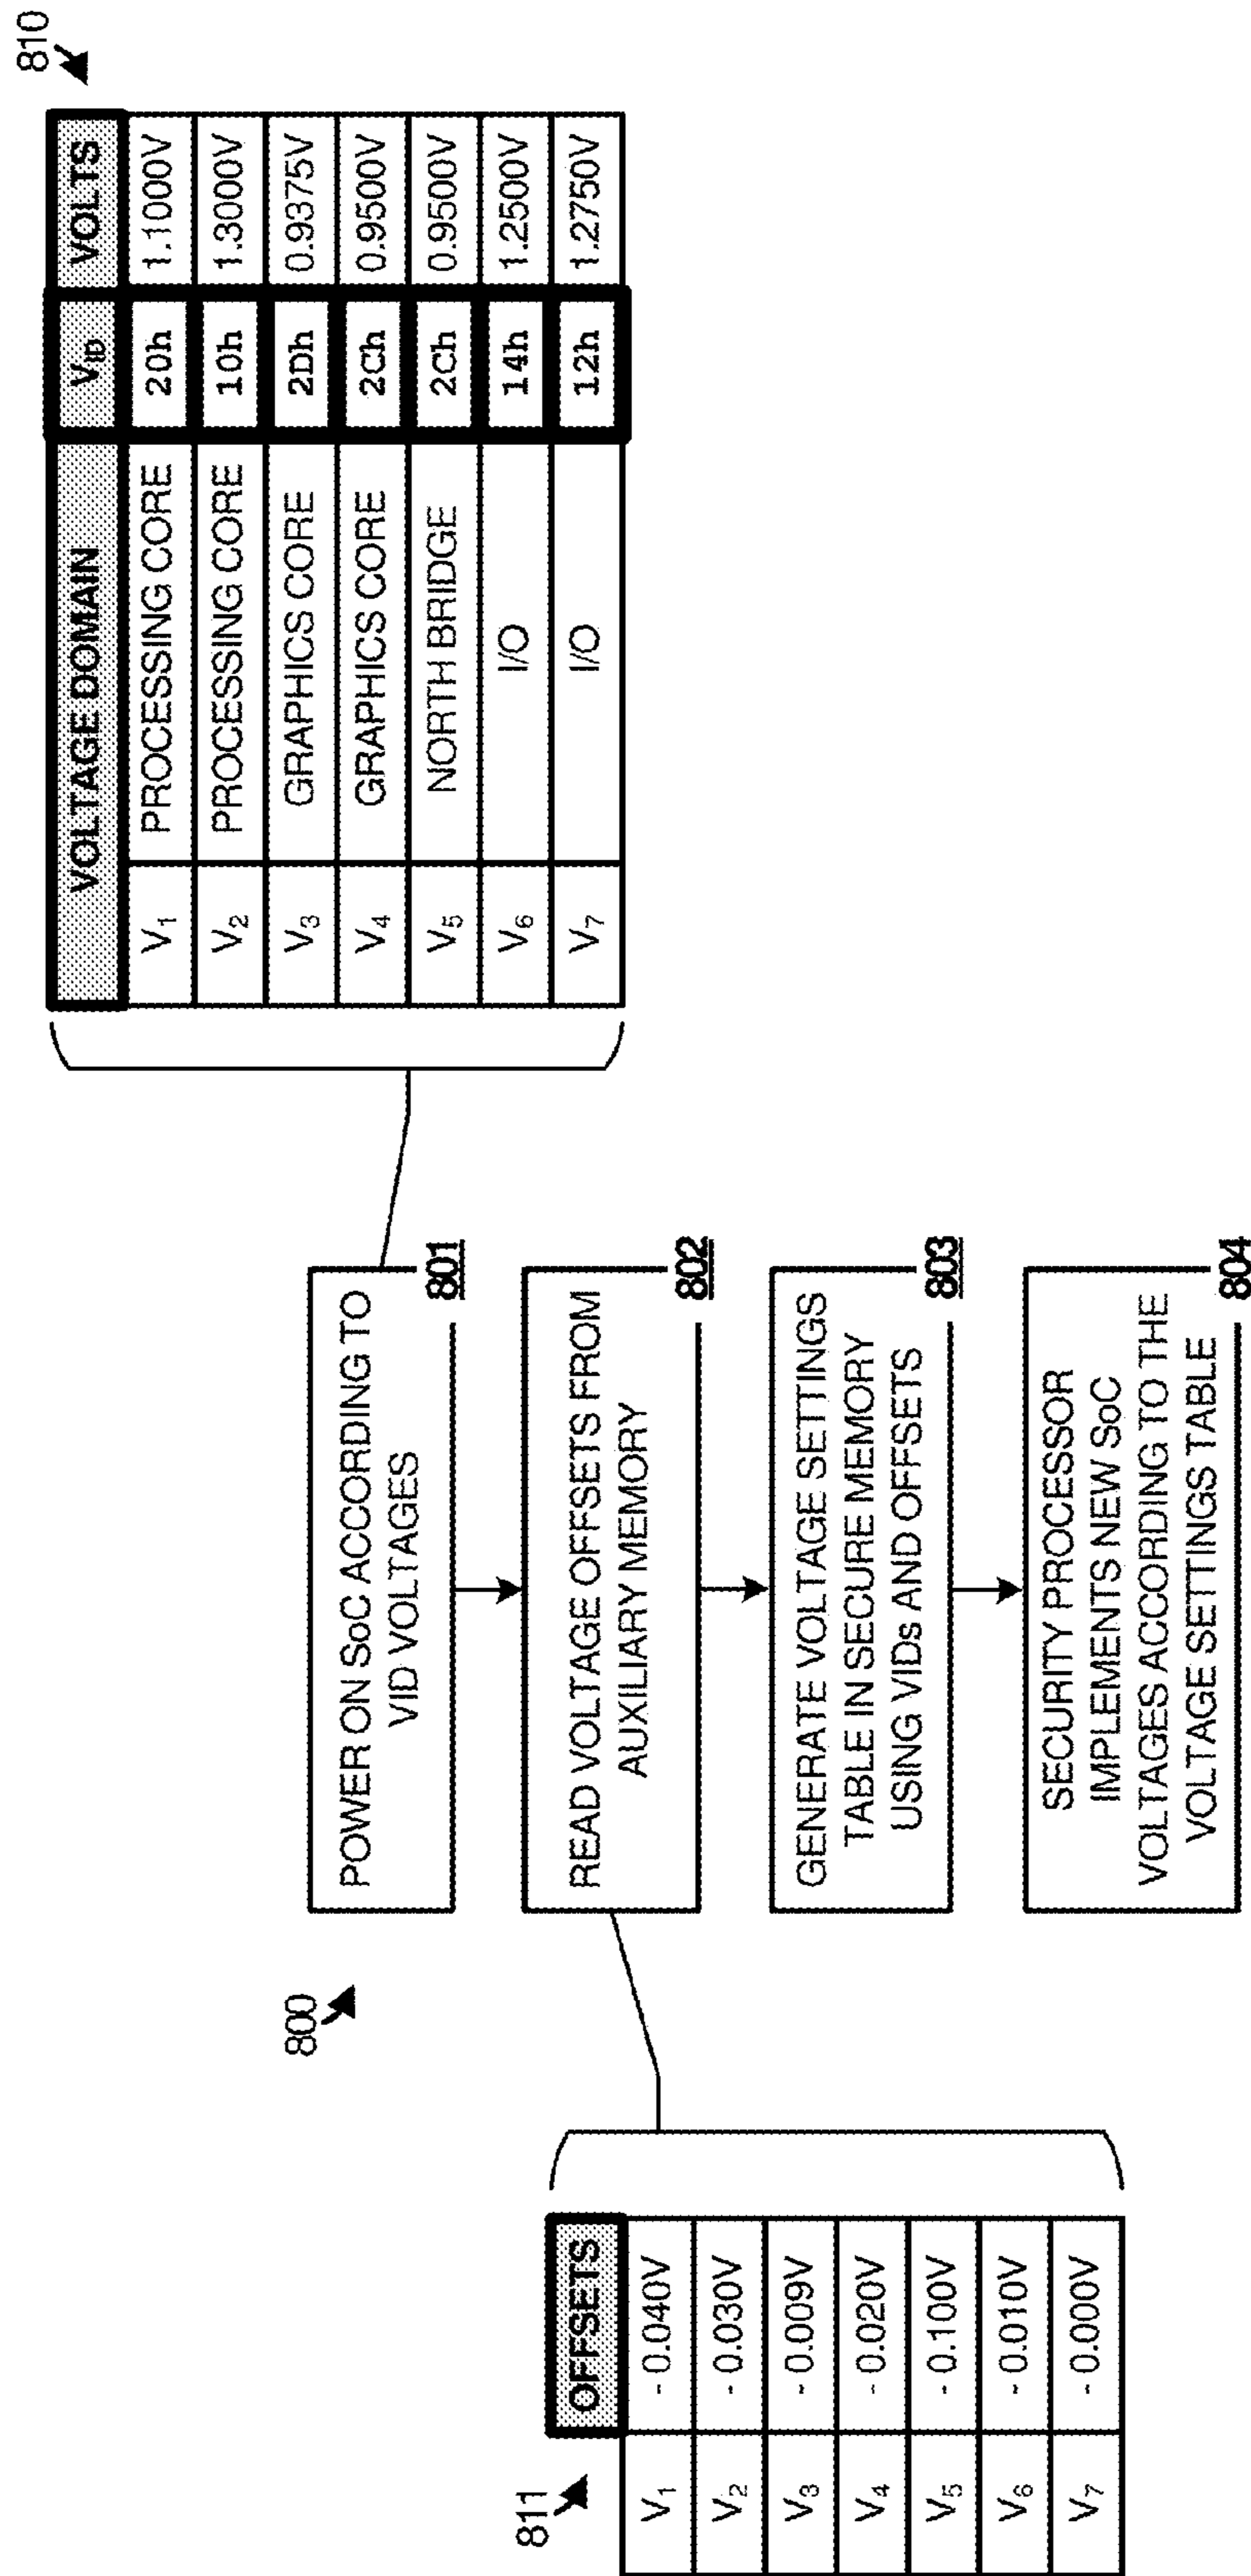 800
POWER ON SoC ACCORDING TO
VID VOLTAGES
801
READ VOLTAGE OFFSETS FROM
AUXILIARY MEMORY
802
GENERATE VOLTAGE SETTINGS
TABLE IN SECURE MEMORY
USING VIDs AND OFFSETS
803
SECURITY PROCESSOR
IMPLEMENTS NEW SoC
VOLTAGES ACCORDING TO THE
VOLTAGE SETTINGS TABLE
804
810
VOLTAGE DOMAIN VID VOLTS
V1 PROCESSING CORE 20h 1.1000V
V2 PROCESSING CORE 10h 1.3000V
V3 GRAPHICS CORE 2Dh 0.9375V
V4 GRAPHICS CORE 2Ch 0.9500V
V5 NORTH BRIDGE 2Ch 0.9500V
V6 I/O 14h 1.2500V
V7 I/O 12h 1.2750V
811
OFFSETS
V1 - 0.040V
V2 - 0.030V
V3 - 0.009V
V4 - 0.020V
V5 - 0.100V
V6 - 0.010V
V7 - 0.000V